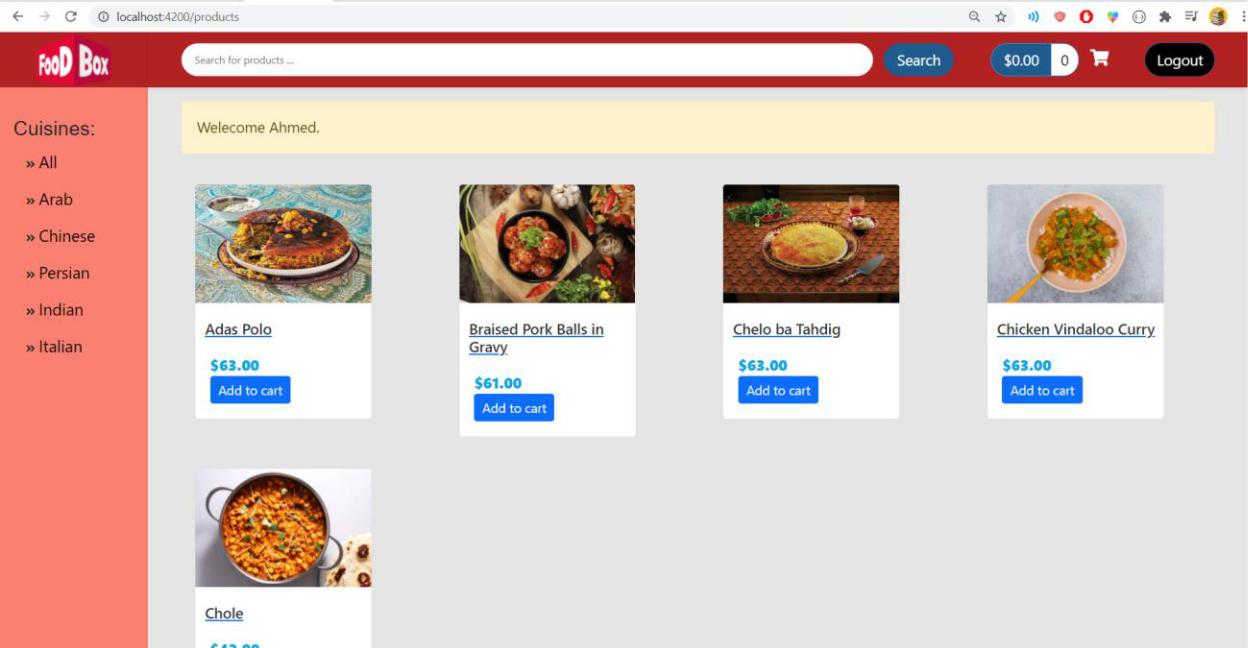 localhost:4200/products
FooD Box
Search for products ...
Search
$0.00
0
Logout
Cuisines:
» All
» Arab
» Chinese
» Persian
» Indian
» Italian
Welecome Ahmed.
Adas Polo
$63.00
Add to cart
Braised Pork Balls in
Gravy
$61.00
Add to cart
Chelo ba Tahdig
$63.00
Add to cart
Chicken Vindaloo Curry
$63.00
Add to cart
Chole